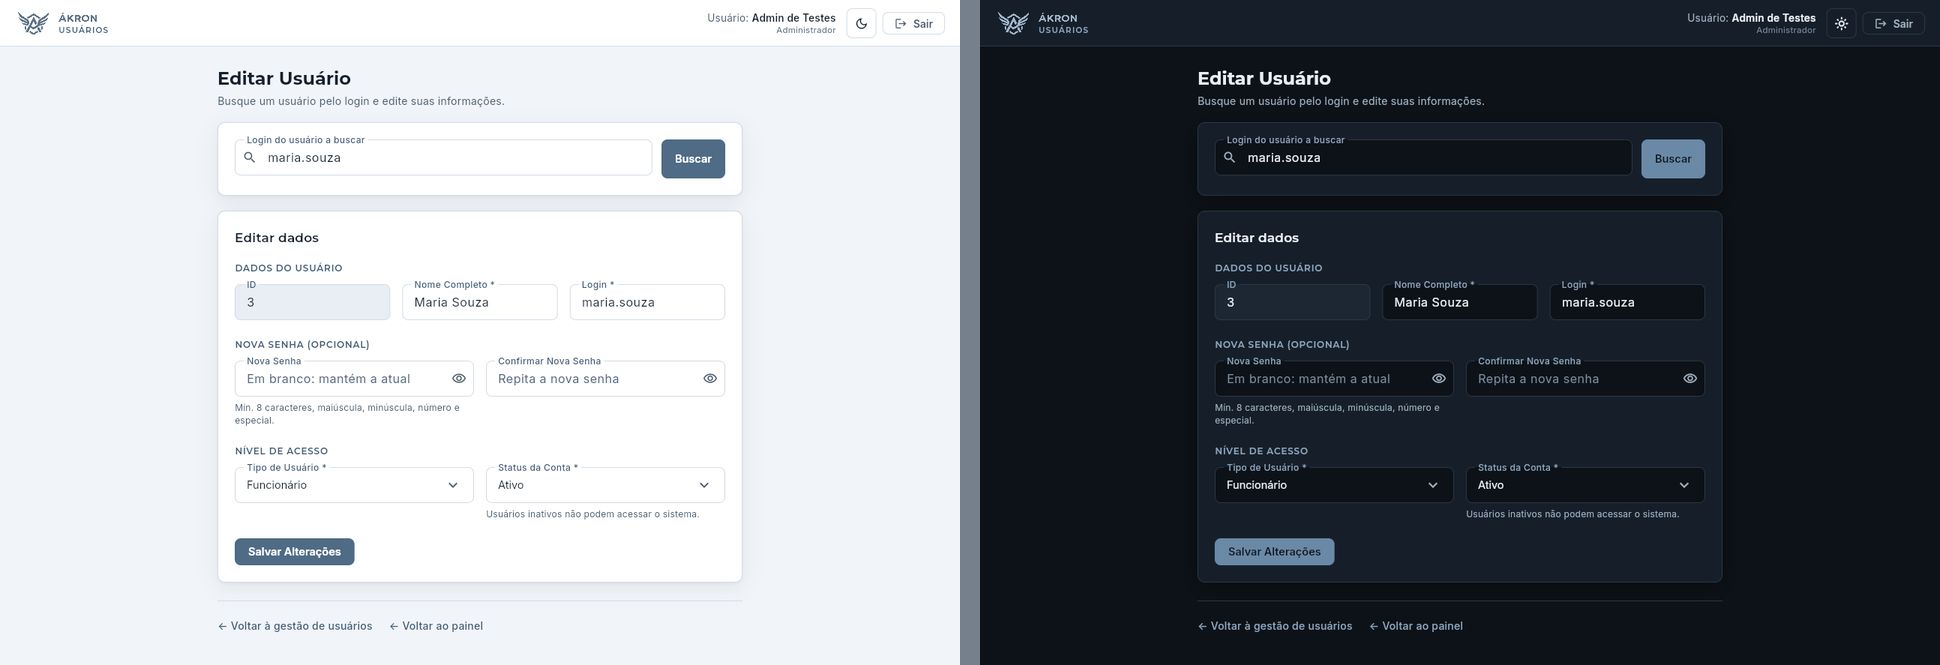 ÁKRON
USUÁRIOS
Usuário: Admin de Testes
Administrador
Sair
Editar Usuário
Busque um usuário pelo login e edite suas informações.
Login do usuário a buscar
maria.souza
Buscar
Editar dados
DADOS DO USUÁRIO
ID
3
Nome Completo *
Maria Souza
Login *
maria.souza
NOVA SENHA (OPCIONAL)
Nova Senha
Em branco: mantém a atual
Confirmar Nova Senha
Repita a nova senha
Mín. 8 caracteres, maiúscula, minúscula, número e
especial.
NÍVEL DE ACESSO
Tipo de Usuário *
Funcionário
Status da Conta *
Ativo
Usuários inativos não podem acessar o sistema.
Salvar Alterações
← Voltar à gestão de usuários
← Voltar ao painel
ÁKRON
USUÁRIOS
Usuário: Admin de Testes
Administrador
Sair
Editar Usuário
Busque um usuário pelo login e edite suas informações.
Login do usuário a buscar
maria.souza
Buscar
Editar dados
DADOS DO USUÁRIO
ID
3
Nome Completo *
Maria Souza
Login *
maria.souza
NOVA SENHA (OPCIONAL)
Nova Senha
Em branco: mantém a atual
Confirmar Nova Senha
Repita a nova senha
Mín. 8 caracteres, maiúscula, minúscula, número e
especial.
NÍVEL DE ACESSO
Tipo de Usuário *
Funcionário
Status da Conta *
Ativo
Usuários inativos não podem acessar o sistema.
Salvar Alterações
← Voltar à gestão de usuários
← Voltar ao painel